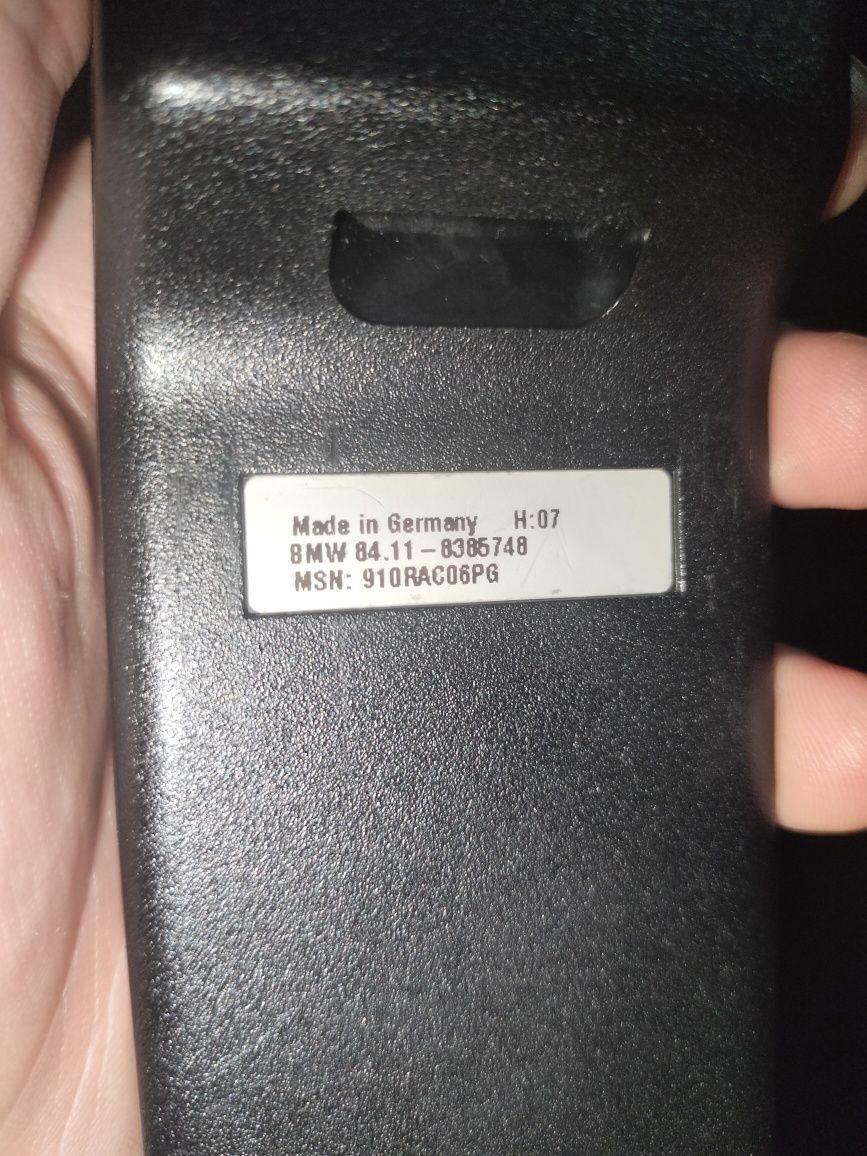 Made in Germany H:07
BMW 84.11-8385748
MSN: 910RAC06PG